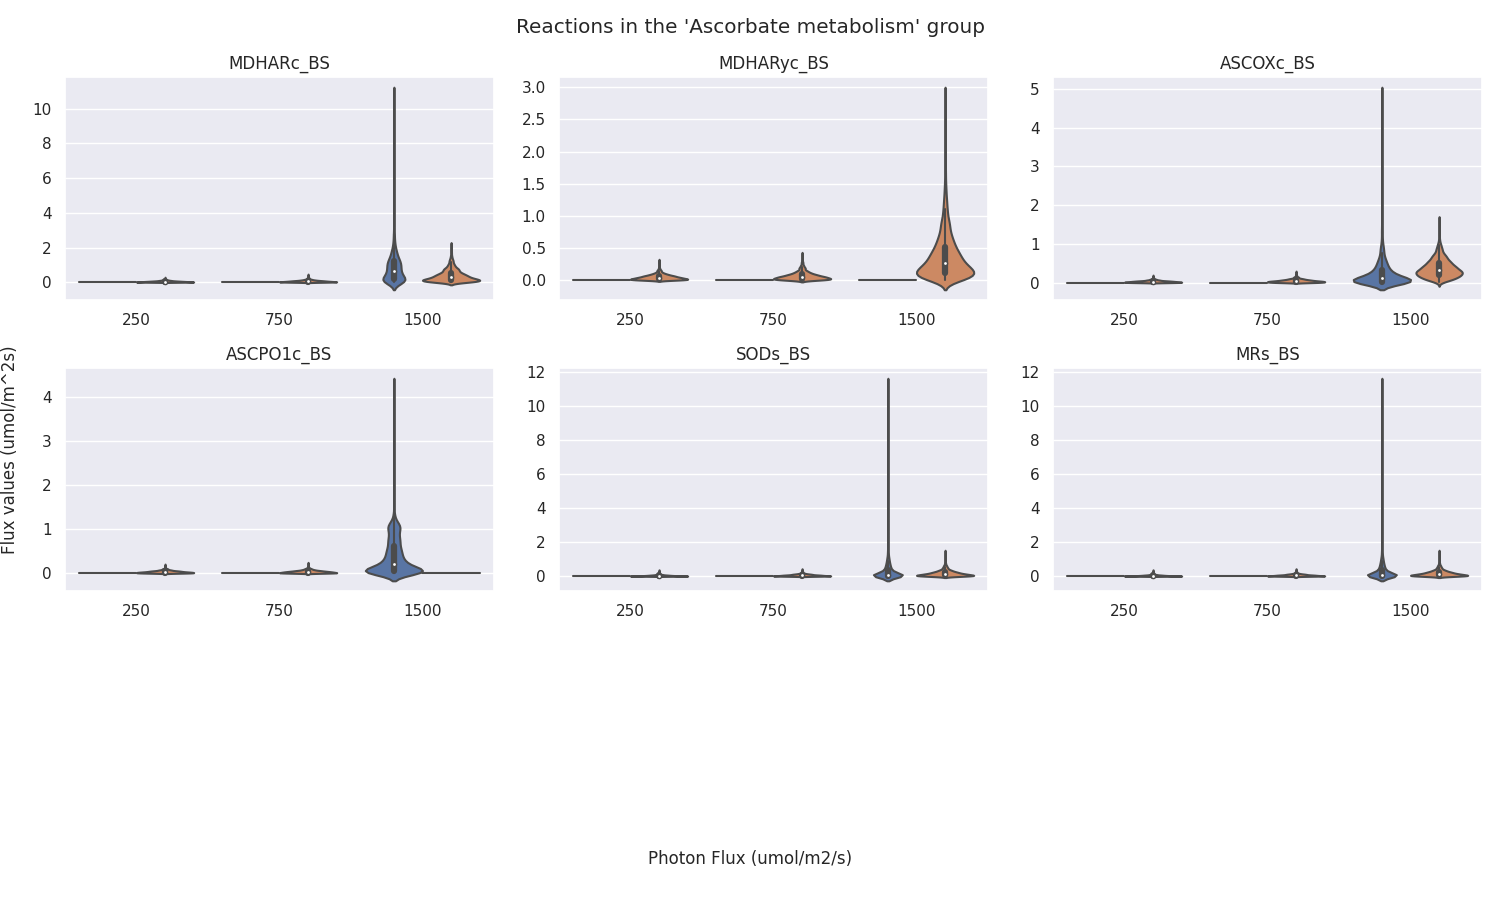 Reactions in the 'Ascorbate metabolism' group
MDHARc_BS
MDHARyc_BS
ASCOXc_BS
10
8
6
4
2
0
3.0
2.5
2.0
1.5
1.0
0.5
0.0
5
4
3
2
1
0
250 750 1500
250 750 1500
250 750 1500
ASCPO1c_BS
SODs_BS
MRs_BS
Flux values (umol/m^2s)
4
3
2
1
0
12
10
8
6
4
2
0
12
10
8
6
4
2
0
250 750 1500
250 750 1500
250 750 1500
Photon Flux (umol/m2/s)